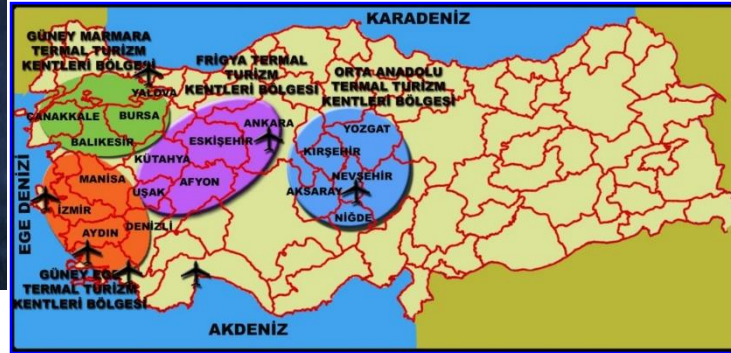 KARADENİZ
GÜNEY MARMARA
TERMAL TURİZM
KENTLERİ BÖLGESİ
FRİGYA TERMAL
TURİZM
KENTLERİ BÖLGESİ
ORTA ANADOLU
TERMAL TURİZM
KENTLERİ BÖLGESİ
YALOVA
ÇANAKKALE
BURSA
BALIKESİR
ANKARA
ESKİŞEHİR
KÜTAHYA
AFYON
UŞAK
YOZGAT
KIRŞEHİR
NEVŞEHİR
AKSARAY
NİĞDE
MANİSA
İZMİR
AYDIN
DENİZLİ
EGE DENİZİ
GÜNEY EGE
TERMAL TURİZM
KENTLERİ BÖLGESİ
AKDENİZ